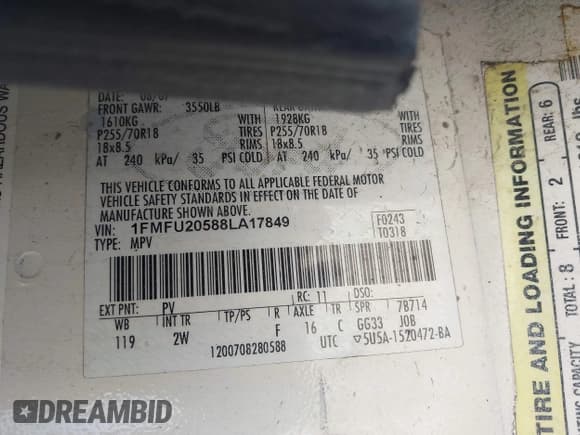 DATE: 08/07
FRONT GAWR: 3550LB
1610KG WITH 1928KG WITH
P255/70R18 TIRES P255/70R18 TIRES
18x8.5 RIMS 18x8.5 RIMS
AT 240 kPa/ 35 PSI COLD AT 240 kPa/ 35 PSI COLD
THIS VEHICLE CONFORMS TO ALL APPLICABLE FEDERAL MOTOR
VEHICLE SAFETY STANDARDS IN EFFECT ON THE DATE OF
MANUFACTURE SHOWN ABOVE.
VIN: 1FMFU20588LA17849
TYPE: MPV
F0243
T0318
EXT PNT: PV RC: 11 DSO:
WB INT TR TP/PS R AXLE TR SPR 78714
119 2W F 16 C GG33 JOB
1200708280588 UTC 5U5A-1520472-BA
TIRE AND LOADING INFORMATION
TOTAL: 8 FRONT: 2 REAR: 6
DREAMBID